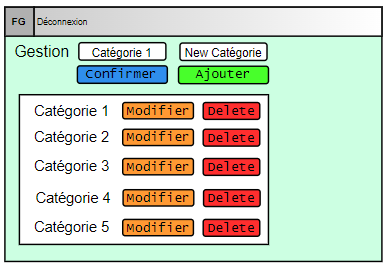 FG Déconnexion
Gestion Catégorie 1 New Catégorie
Confirmer Ajouter
Catégorie 1 Modifier Delete
Catégorie 2 Modifier Delete
Catégorie 3 Modifier Delete
Catégorie 4 Modifier Delete
Catégorie 5 Modifier Delete